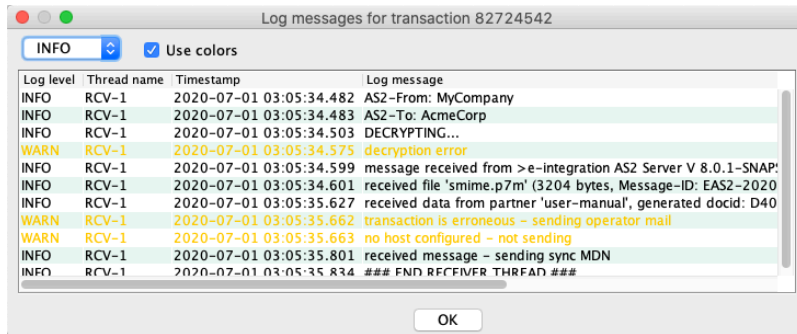 Log messages for transaction 82724542
INFO Use colors
Log level Thread name Timestamp Log message
INFO RCV-1 2020-07-01 03:05:34.482 AS2-From: MyCompany
INFO RCV-1 2020-07-01 03:05:34.483 AS2-To: AcmeCorp
INFO RCV-1 2020-07-01 03:05:34.503 DECRYPTING...
WARN RCV-1 2020-07-01 03:05:34.575 decryption error
INFO RCV-1 2020-07-01 03:05:34.599 message received from >e-integration AS2 Server V 8.0.1-SNAPS
INFO RCV-1 2020-07-01 03:05:34.601 received file 'smime.p7m' (3204 bytes, Message-ID: EAS2-2020
INFO RCV-1 2020-07-01 03:05:35.627 received data from partner 'user-manual', generated docid: D40
WARN RCV-1 2020-07-01 03:05:35.662 transaction is erroneous - sending operator mail
WARN RCV-1 2020-07-01 03:05:35.663 no host configured - not sending
INFO RCV-1 2020-07-01 03:05:35.801 received message - sending sync MDN
INFO RCV-1 2020-07-01 03:05:35.834 ### END RECEIVER THREAD ###
OK